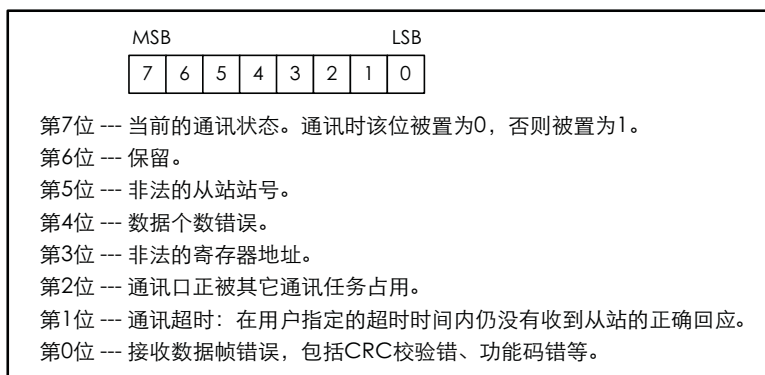 MSB LSB
7 6 5 4 3 2 1 0
第7位 --- 当前的通讯状态。通讯时该位被置为0，否则被置为1。
第6位 --- 保留。
第5位 --- 非法的从站站号。
第4位 --- 数据个数错误。
第3位 --- 非法的寄存器地址。
第2位 --- 通讯口正被其它通讯任务占用。
第1位 --- 通讯超时：在用户指定的超时时间内仍没有收到从站的正确回应。
第0位 --- 接收数据帧错误，包括CRC校验错、功能码错等。